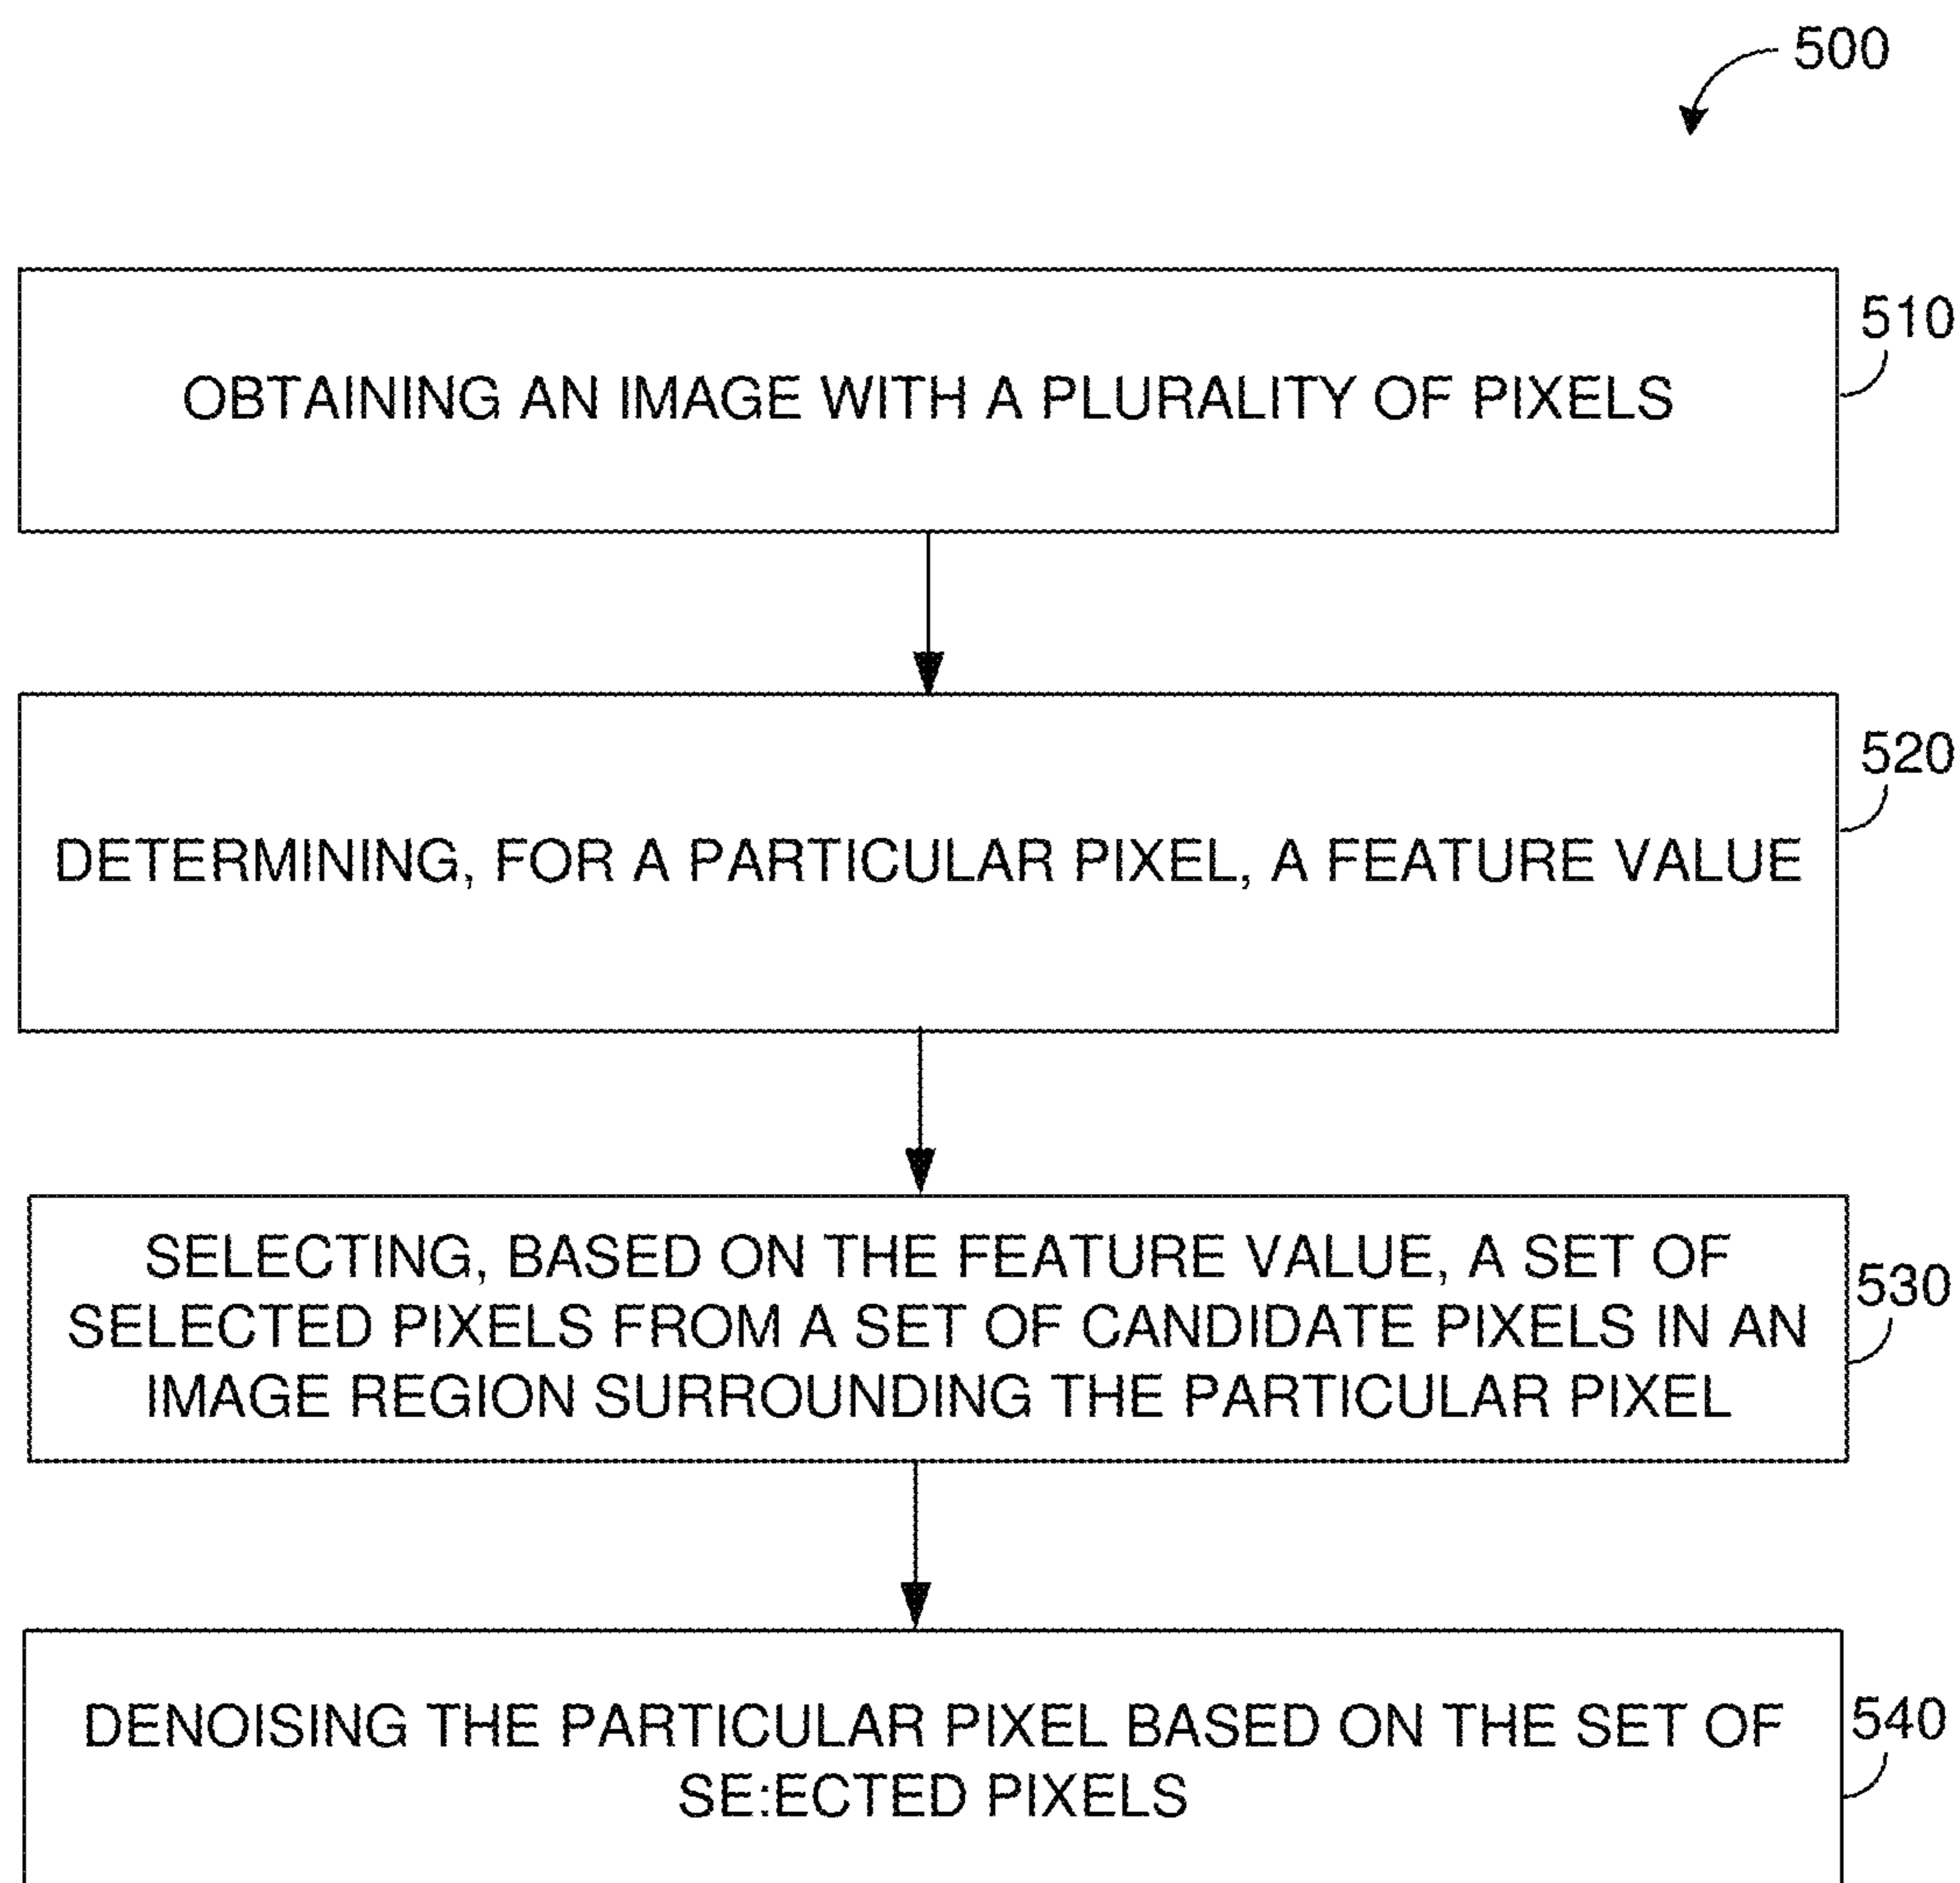 500
510
OBTAINING AN IMAGE WITH A PLURALITY OF PIXELS
520
DETERMINING, FOR A PARTICULAR PIXEL, A FEATURE VALUE
530
SELECTING, BASED ON THE FEATURE VALUE, A SET OF
SELECTED PIXELS FROM A SET OF CANDIDATE PIXELS IN AN
IMAGE REGION SURROUNDING THE PARTICULAR PIXEL
540
DENOISING THE PARTICULAR PIXEL BASED ON THE SET OF
SE:ECTED PIXELS